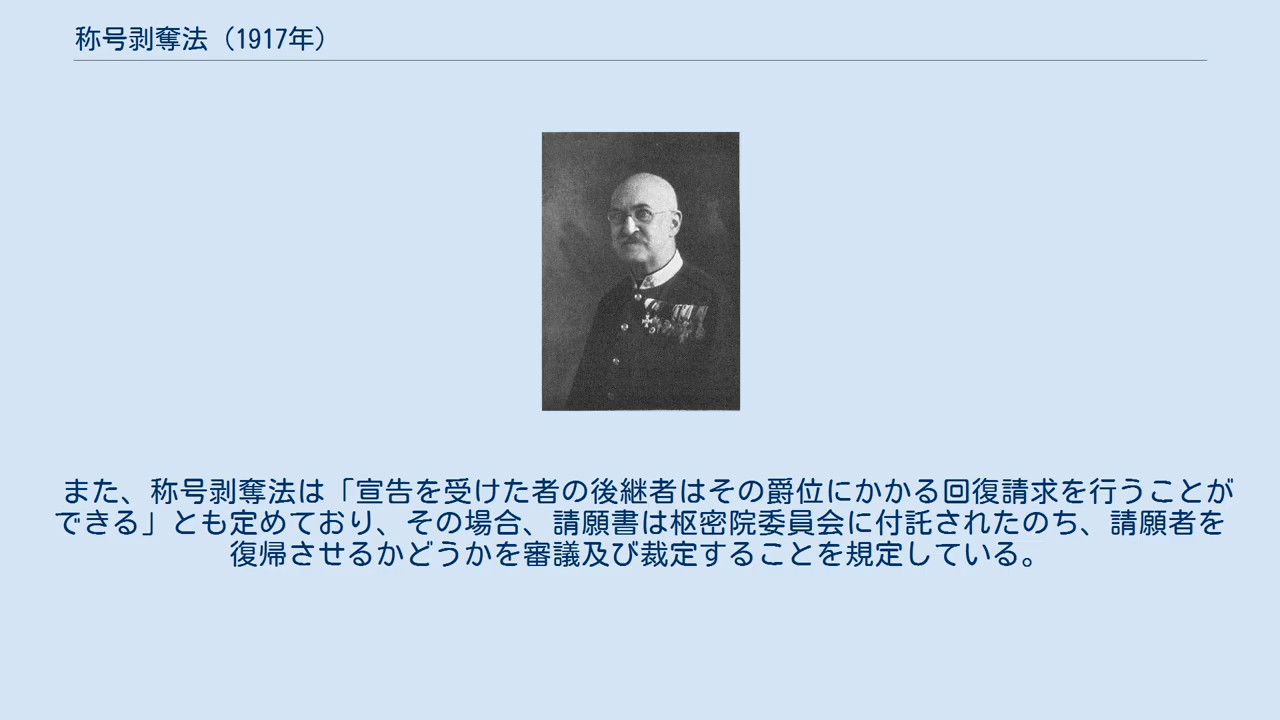 称号剥奪法（1917年）
また、称号剥奪法は「宣告を受けた者の後継者はその爵位にかかる回復請求を行うことが
できる」とも定めており、その場合、請願書は枢密院委員会に付託されたのち、請願者を
復帰させるかどうかを審議及び裁定することを規定している。